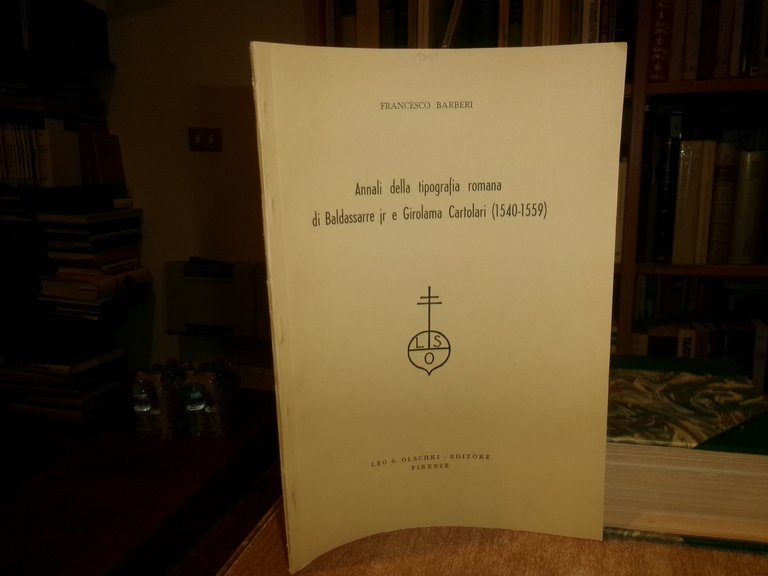 FRANCESCO BARBERI
Annali della tipografia romana
di Baldassarre jr e Girolama Cartolari (1540-1559)
L S
O
LEO S. OLSCHKI - EDITORE
FIRENZE